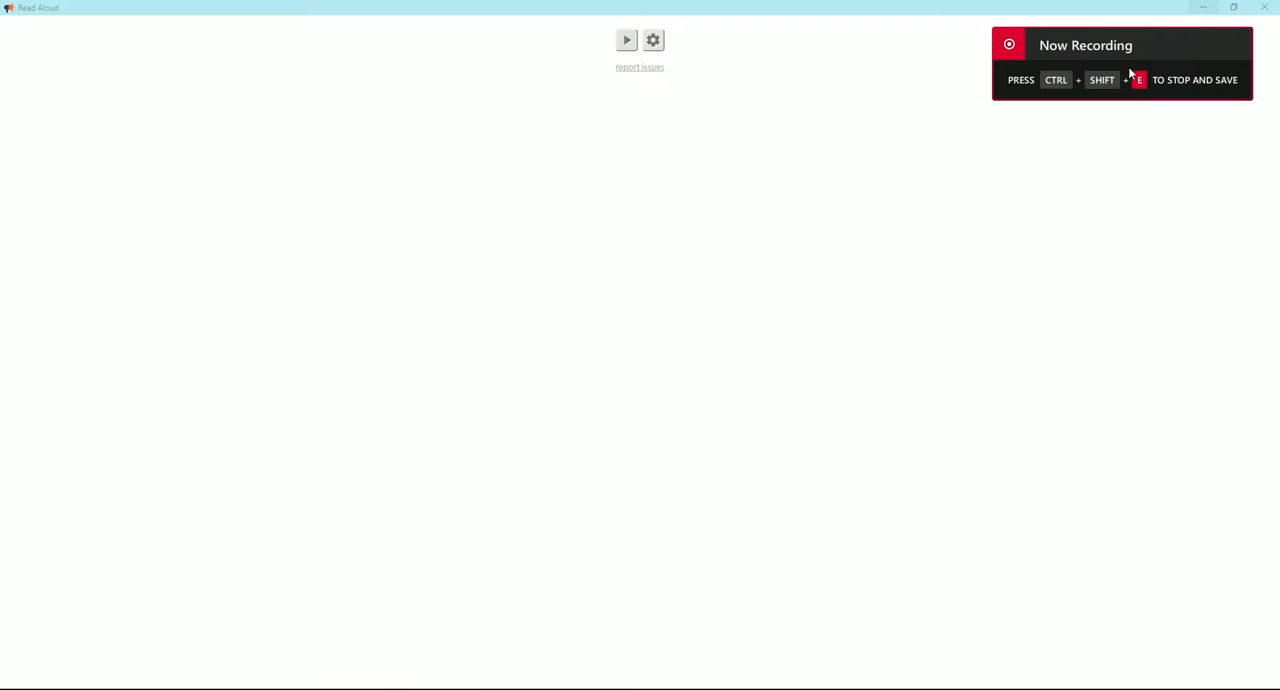 Read Aloud
report issues
Now Recording
PRESS CTRL + SHIFT + E TO STOP AND SAVE